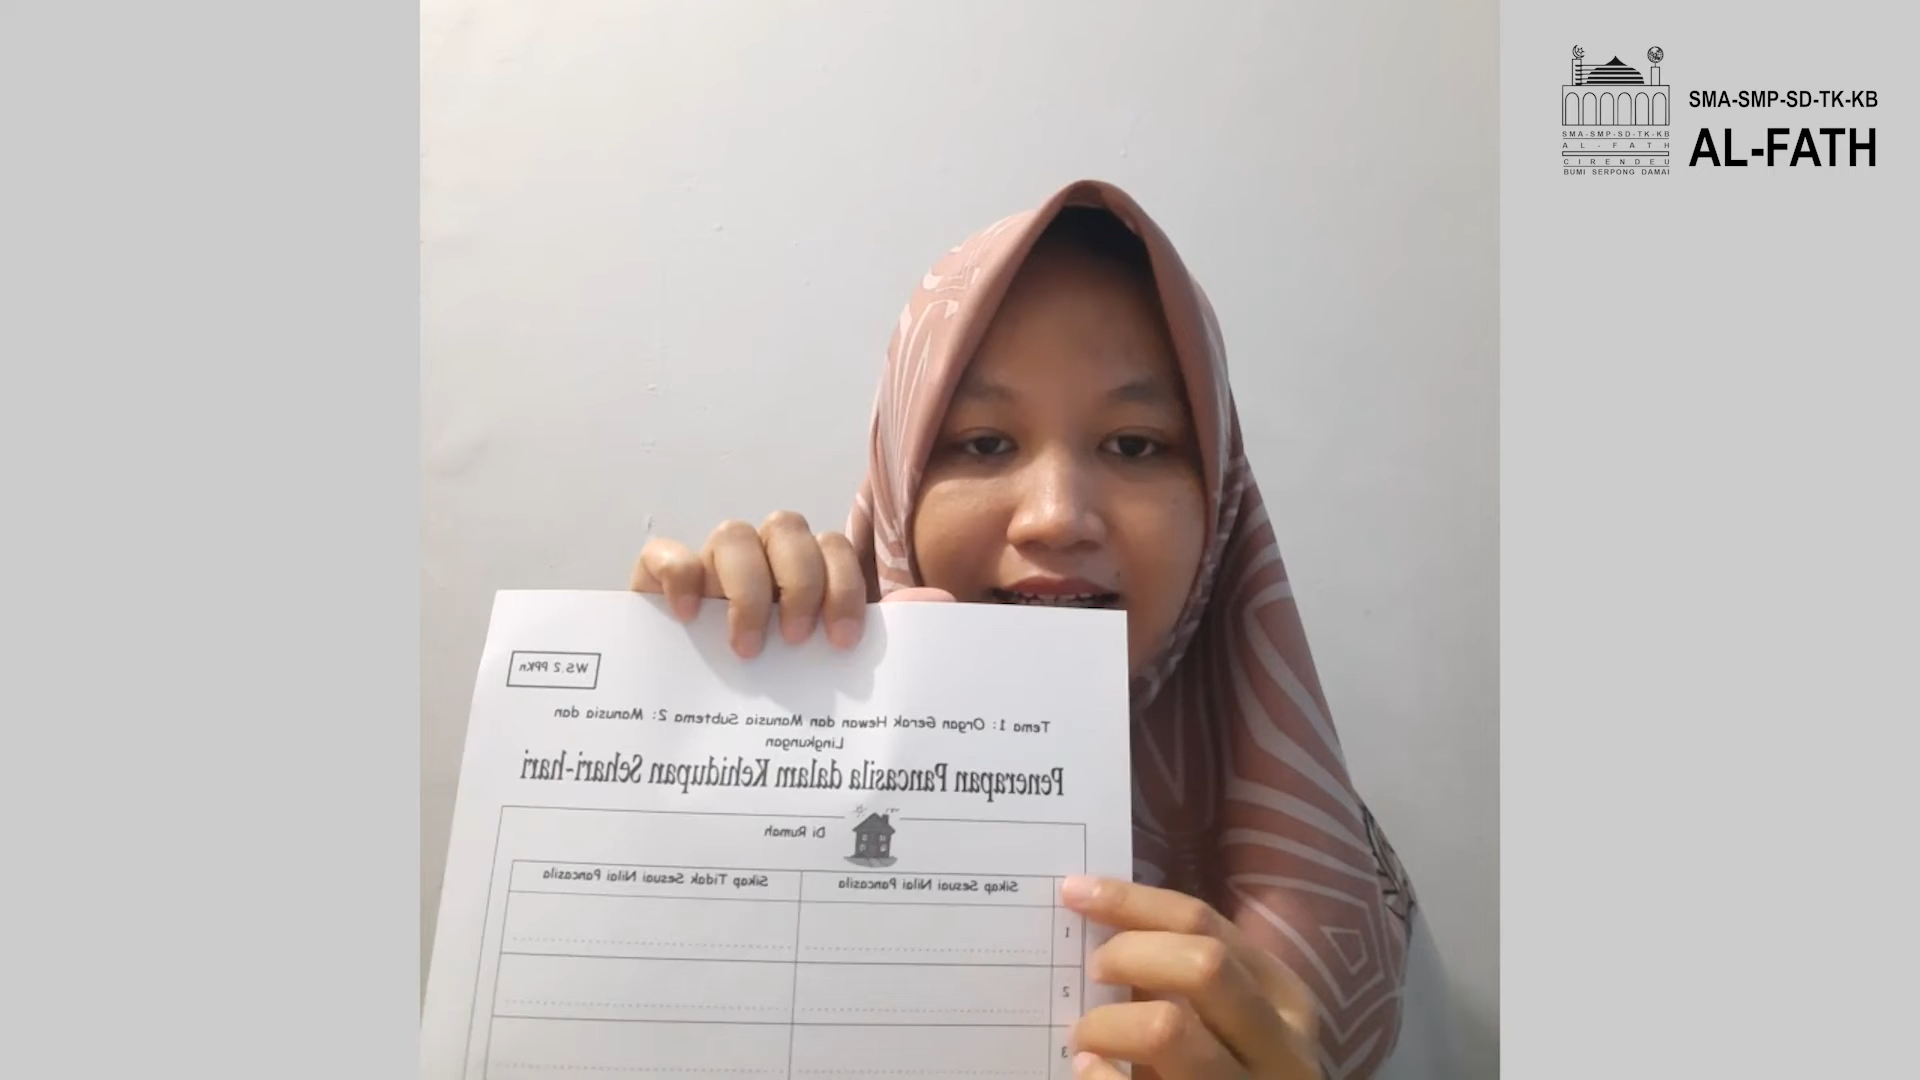 SMA-SMP-SD-TK-KB
AL-FATH
SMA-SMP-SD-TK-KB
AL-FATH
CIRENDEU
BUMI SERPONG DAMAI
WS.2 PPKn
Tema 1: Organ Gerak Hewan dan Manusia Subtema 2: Manusia dan
Lingkungan
Penerapan Pancasila dalam Kehidupan Sehari-hari
Di Rumah
Sikap Sesuai Nilai Pancasila
Sikap Tidak Sesuai Nilai Pancasila
1
2
3